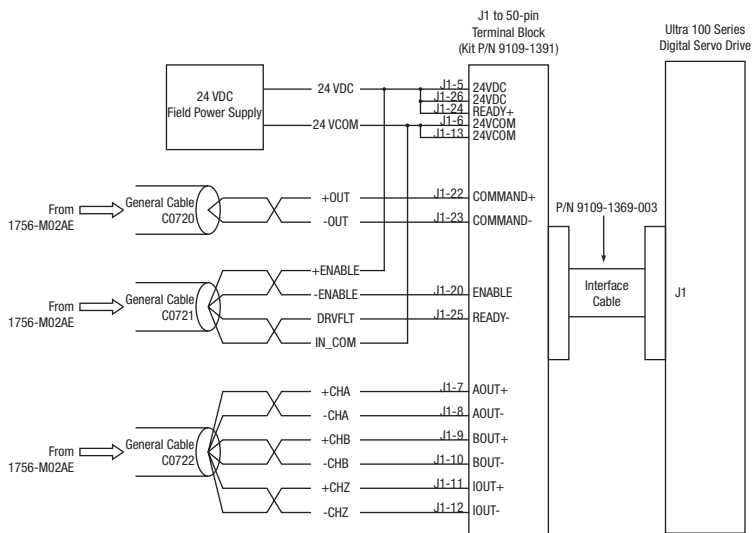 J1 to 50-pin
Terminal Block
(Kit P/N 9109-1391)
Ultra 100 Series
Digital Servo Drive
24 VDC
Field Power Supply
24 VDC
24 VCOM
J1-5 24VDC
J1-26 24VDC
J1-24 READY+
J1-6 24VCOM
J1-13 24VCOM
From
1756-M02AE
General Cable
C0720
+OUT
-OUT
J1-22 COMMAND+
J1-23 COMMAND-
P/N 9109-1369-003
From
1756-M02AE
General Cable
C0721
+ENABLE
-ENABLE
DRVFLT
IN_COM
J1-20 ENABLE
J1-25 READY-
Interface
Cable
J1
From
1756-M02AE
General Cable
C0722
+CHA
-CHA
+CHB
-CHB
+CHZ
-CHZ
J1-7 AOUT+
J1-8 AOUT-
J1-9 BOUT+
J1-10 BOUT-
J1-11 IOUT+
J1-12 IOUT-